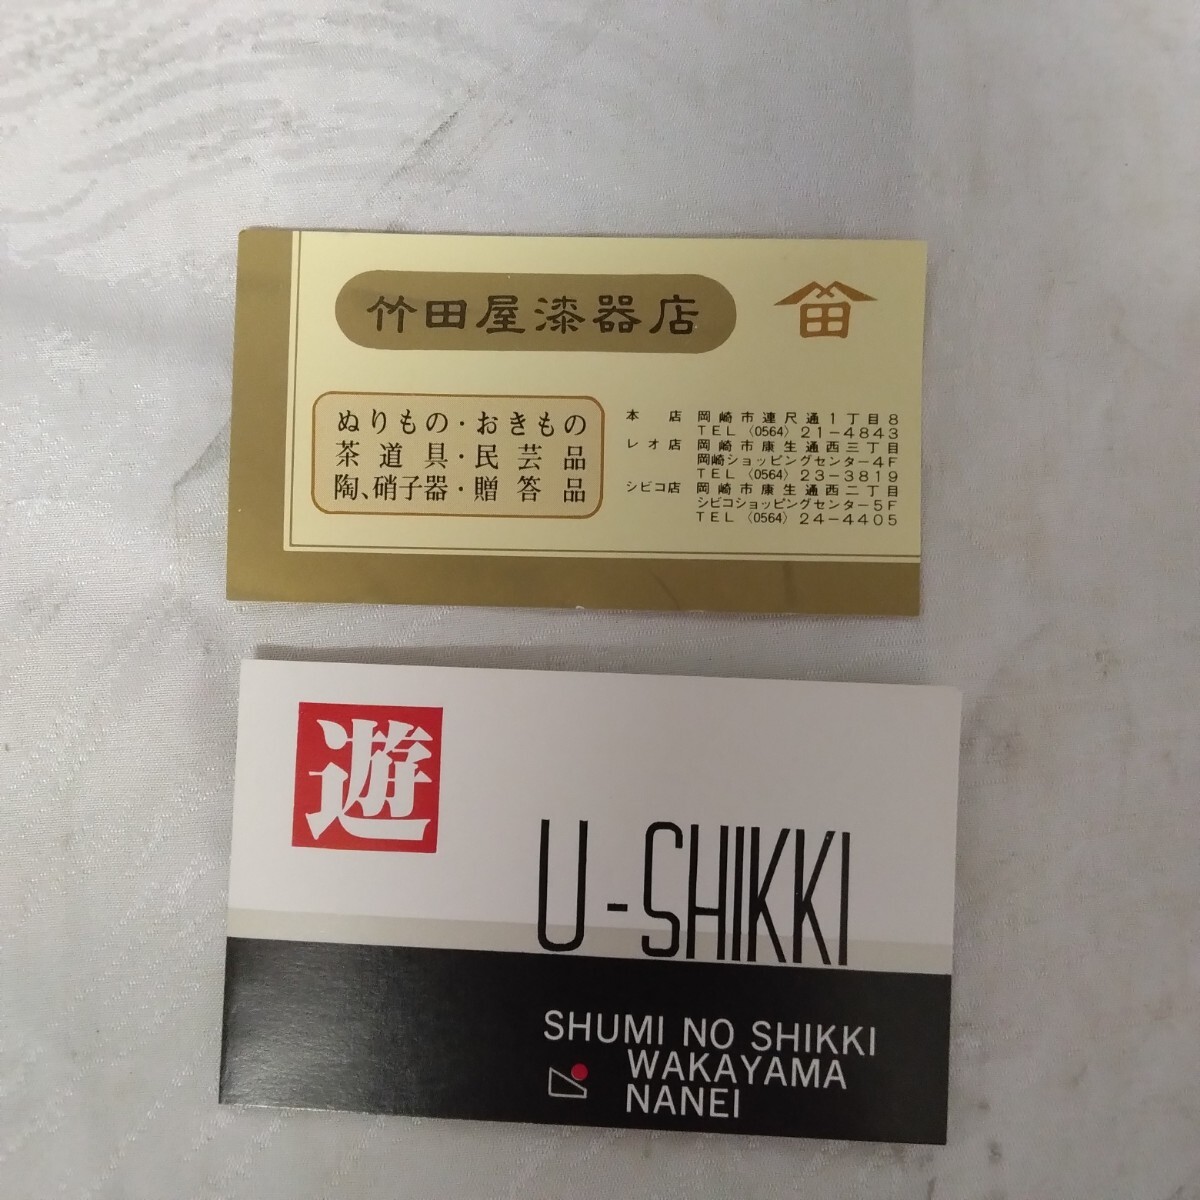 竹田屋漆器店
田
ぬりもの・おきもの
茶道具・民芸品
陶、硝子器・贈答品
本店 岡崎市連尺通1丁目8
TEL〈0564〉21-4843
レオ店 岡崎市康生通西三丁目
岡崎ショッピングセンター4F
TEL〈0564〉23-3819
シビコ店 岡崎市康生通西二丁目
シビコショッピングセンター5F
TEL〈0564〉24-4405
遊
U-SHIKKI
SHUMI NO SHIKKI
WAKAYAMA
NANEI